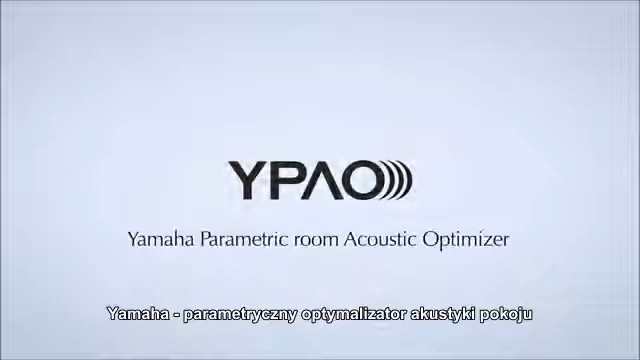 YPAO
Yamaha Parametric room Acoustic Optimizer
Yamaha - parametryczny optymalizator akustyki pokoju